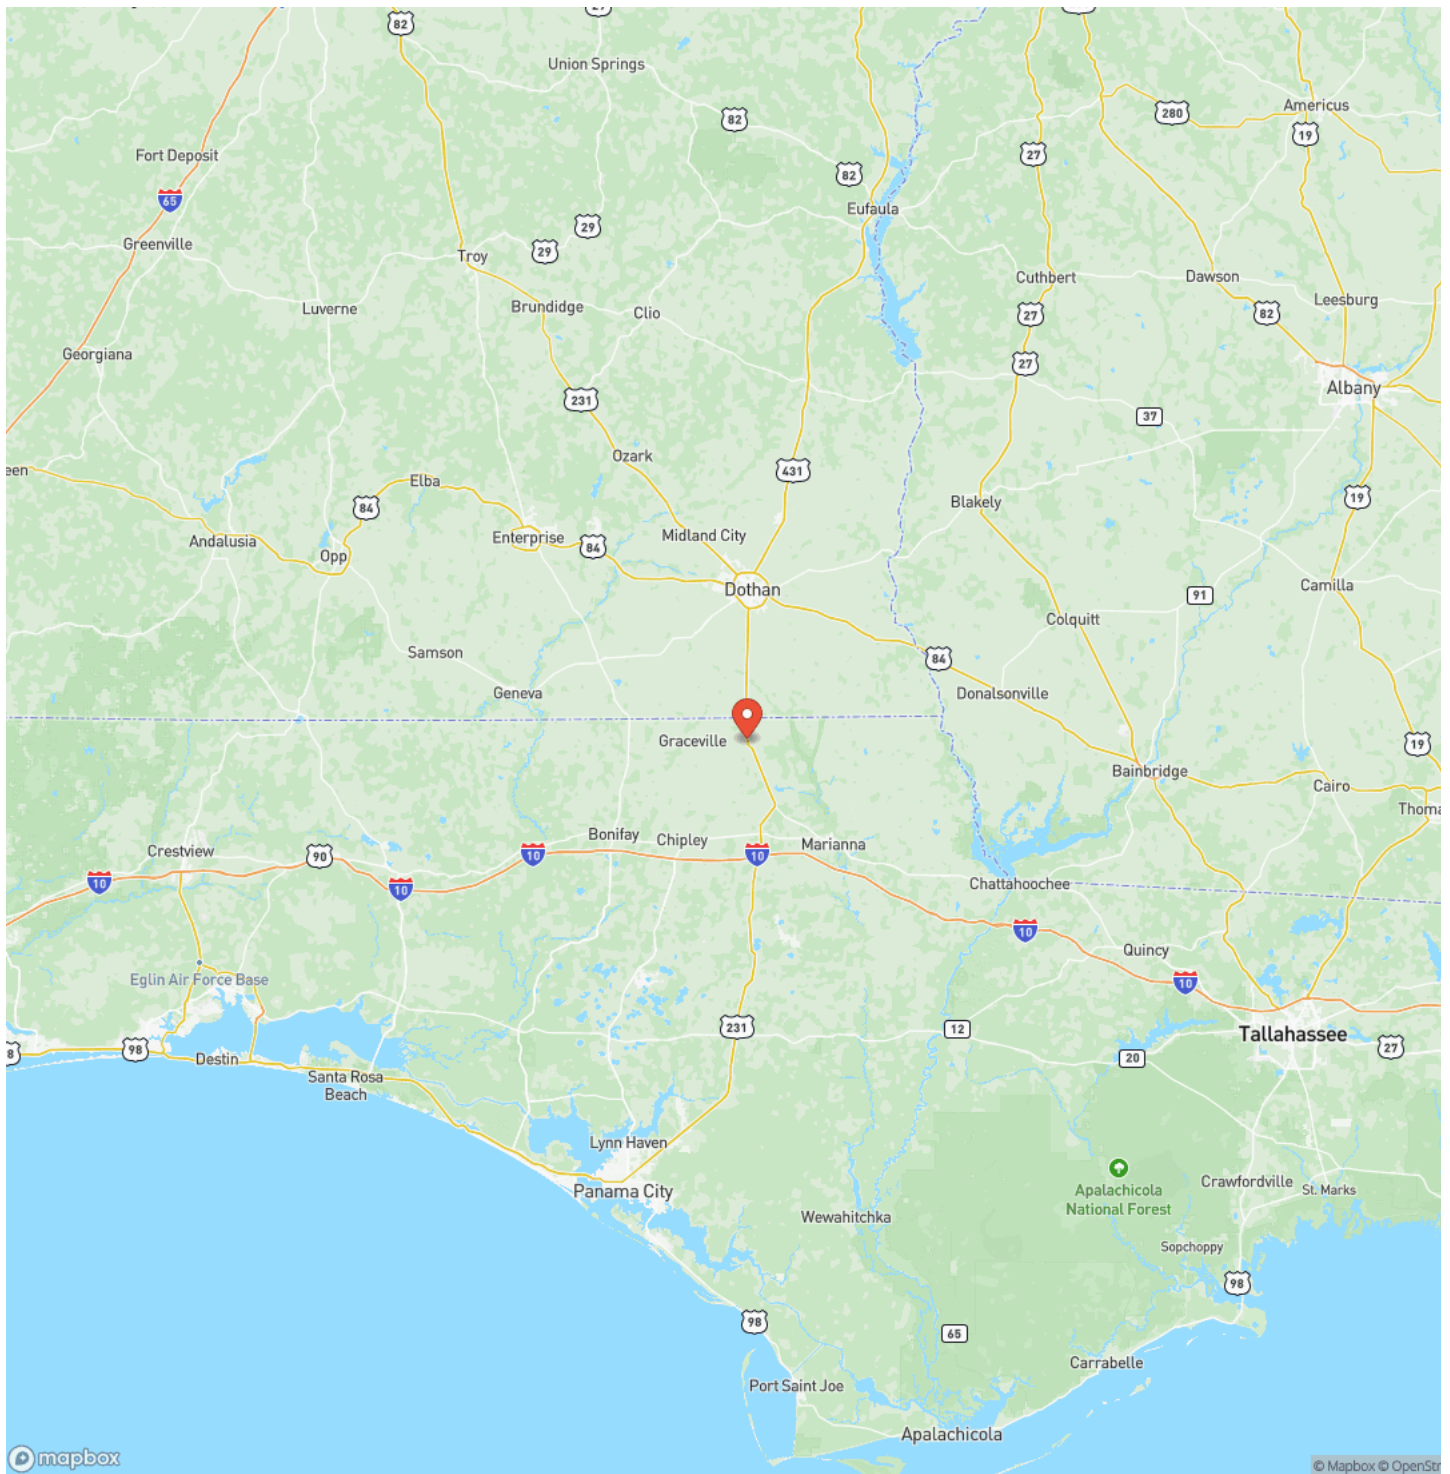 82
Union Springs
82
280
Americus
19
27
Fort Deposit
65
82
Eufaula
29
29
Greenville
Troy
Cuthbert
Dawson
Leesburg
Luverne
Brundidge
Clio
27
82
Georgiana
27
Albany
231
37
Ozark
431
een
Elba
84
Blakely
19
Andalusia
Opp
Enterprise
84
Midland City
Dothan
91
Camilla
Colquitt
Samson
84
Geneva
Donalsonville
Graceville
19
Bainbridge
Cairo
Thoma
Bonifay
Chipley
Marianna
Crestview
90
10
10
10
10
Chattahoochee
10
Quincy
10
Eglin Air Force Base
231
12
Tallahassee
27
8
98
Destin
20
Santa Rosa
Beach
Lynn Haven
Panama City
Apalachicola
National Forest
Crawfordville
St. Marks
Wewahitchka
Sopchoppy
98
98
65
Carrabelle
Port Saint Joe
Apalachicola
mapbox
© Mapbox © OpenStr